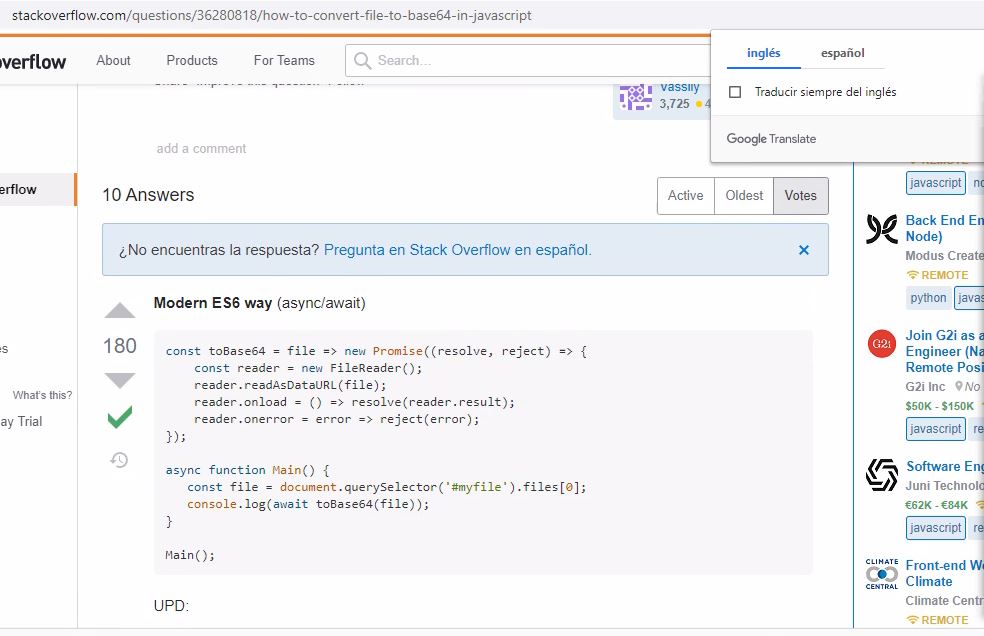 stackoverflow.com/questions/36280818/how-to-convert-file-to-base64-in-javascript
overflow
About
Products
For Teams
Search...
inglés
español
Traducir siempre del inglés
Google Translate
Vassily
3,725
add a comment
erflow
What's this?
ay Trial
10 Answers
Active
Oldest
Votes
¿No encuentras la respuesta? Pregunta en Stack Overflow en español.
180
Modern ES6 way (async/await)
const toBase64 = file => new Promise((resolve, reject) => {
    const reader = new FileReader();
    reader.readAsDataURL(file);
    reader.onload = () => resolve(reader.result);
    reader.onerror = error => reject(error);
});
async function Main() {
   const file = document.querySelector('#myfile').files[0];
   console.log(await toBase64(file));
}
Main();
UPD:
REMOTE
javascript
Back End En
Node)
Modus Create
REMOTE
python
javas
G2i
Join G2i as a
Engineer (Na
Remote Posi
G2i Inc
No
$50K - $150K
javascript
re
Software Eng
Juni Technolo
€62K - €84K
javascript
re
CLIMATE
CENTRAL
Front-end We
Climate
Climate Centr
REMOTE